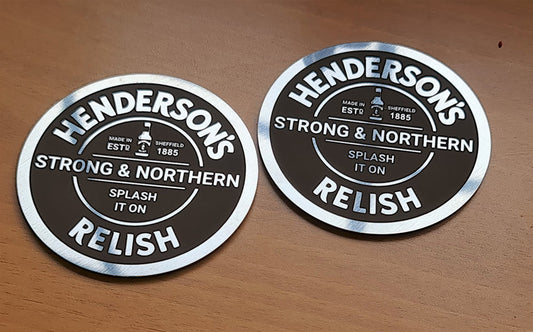 HENDERSON'S
MADE IN SHEFFIELD
ESTD 1885
STRONG & NORTHERN
SPLASH
IT ON
RELISH
HENDERSON'S
MADE IN SHEFFIELD
ESTD 1885
STRONG & NORTHERN
SPLASH
IT ON
RELISH